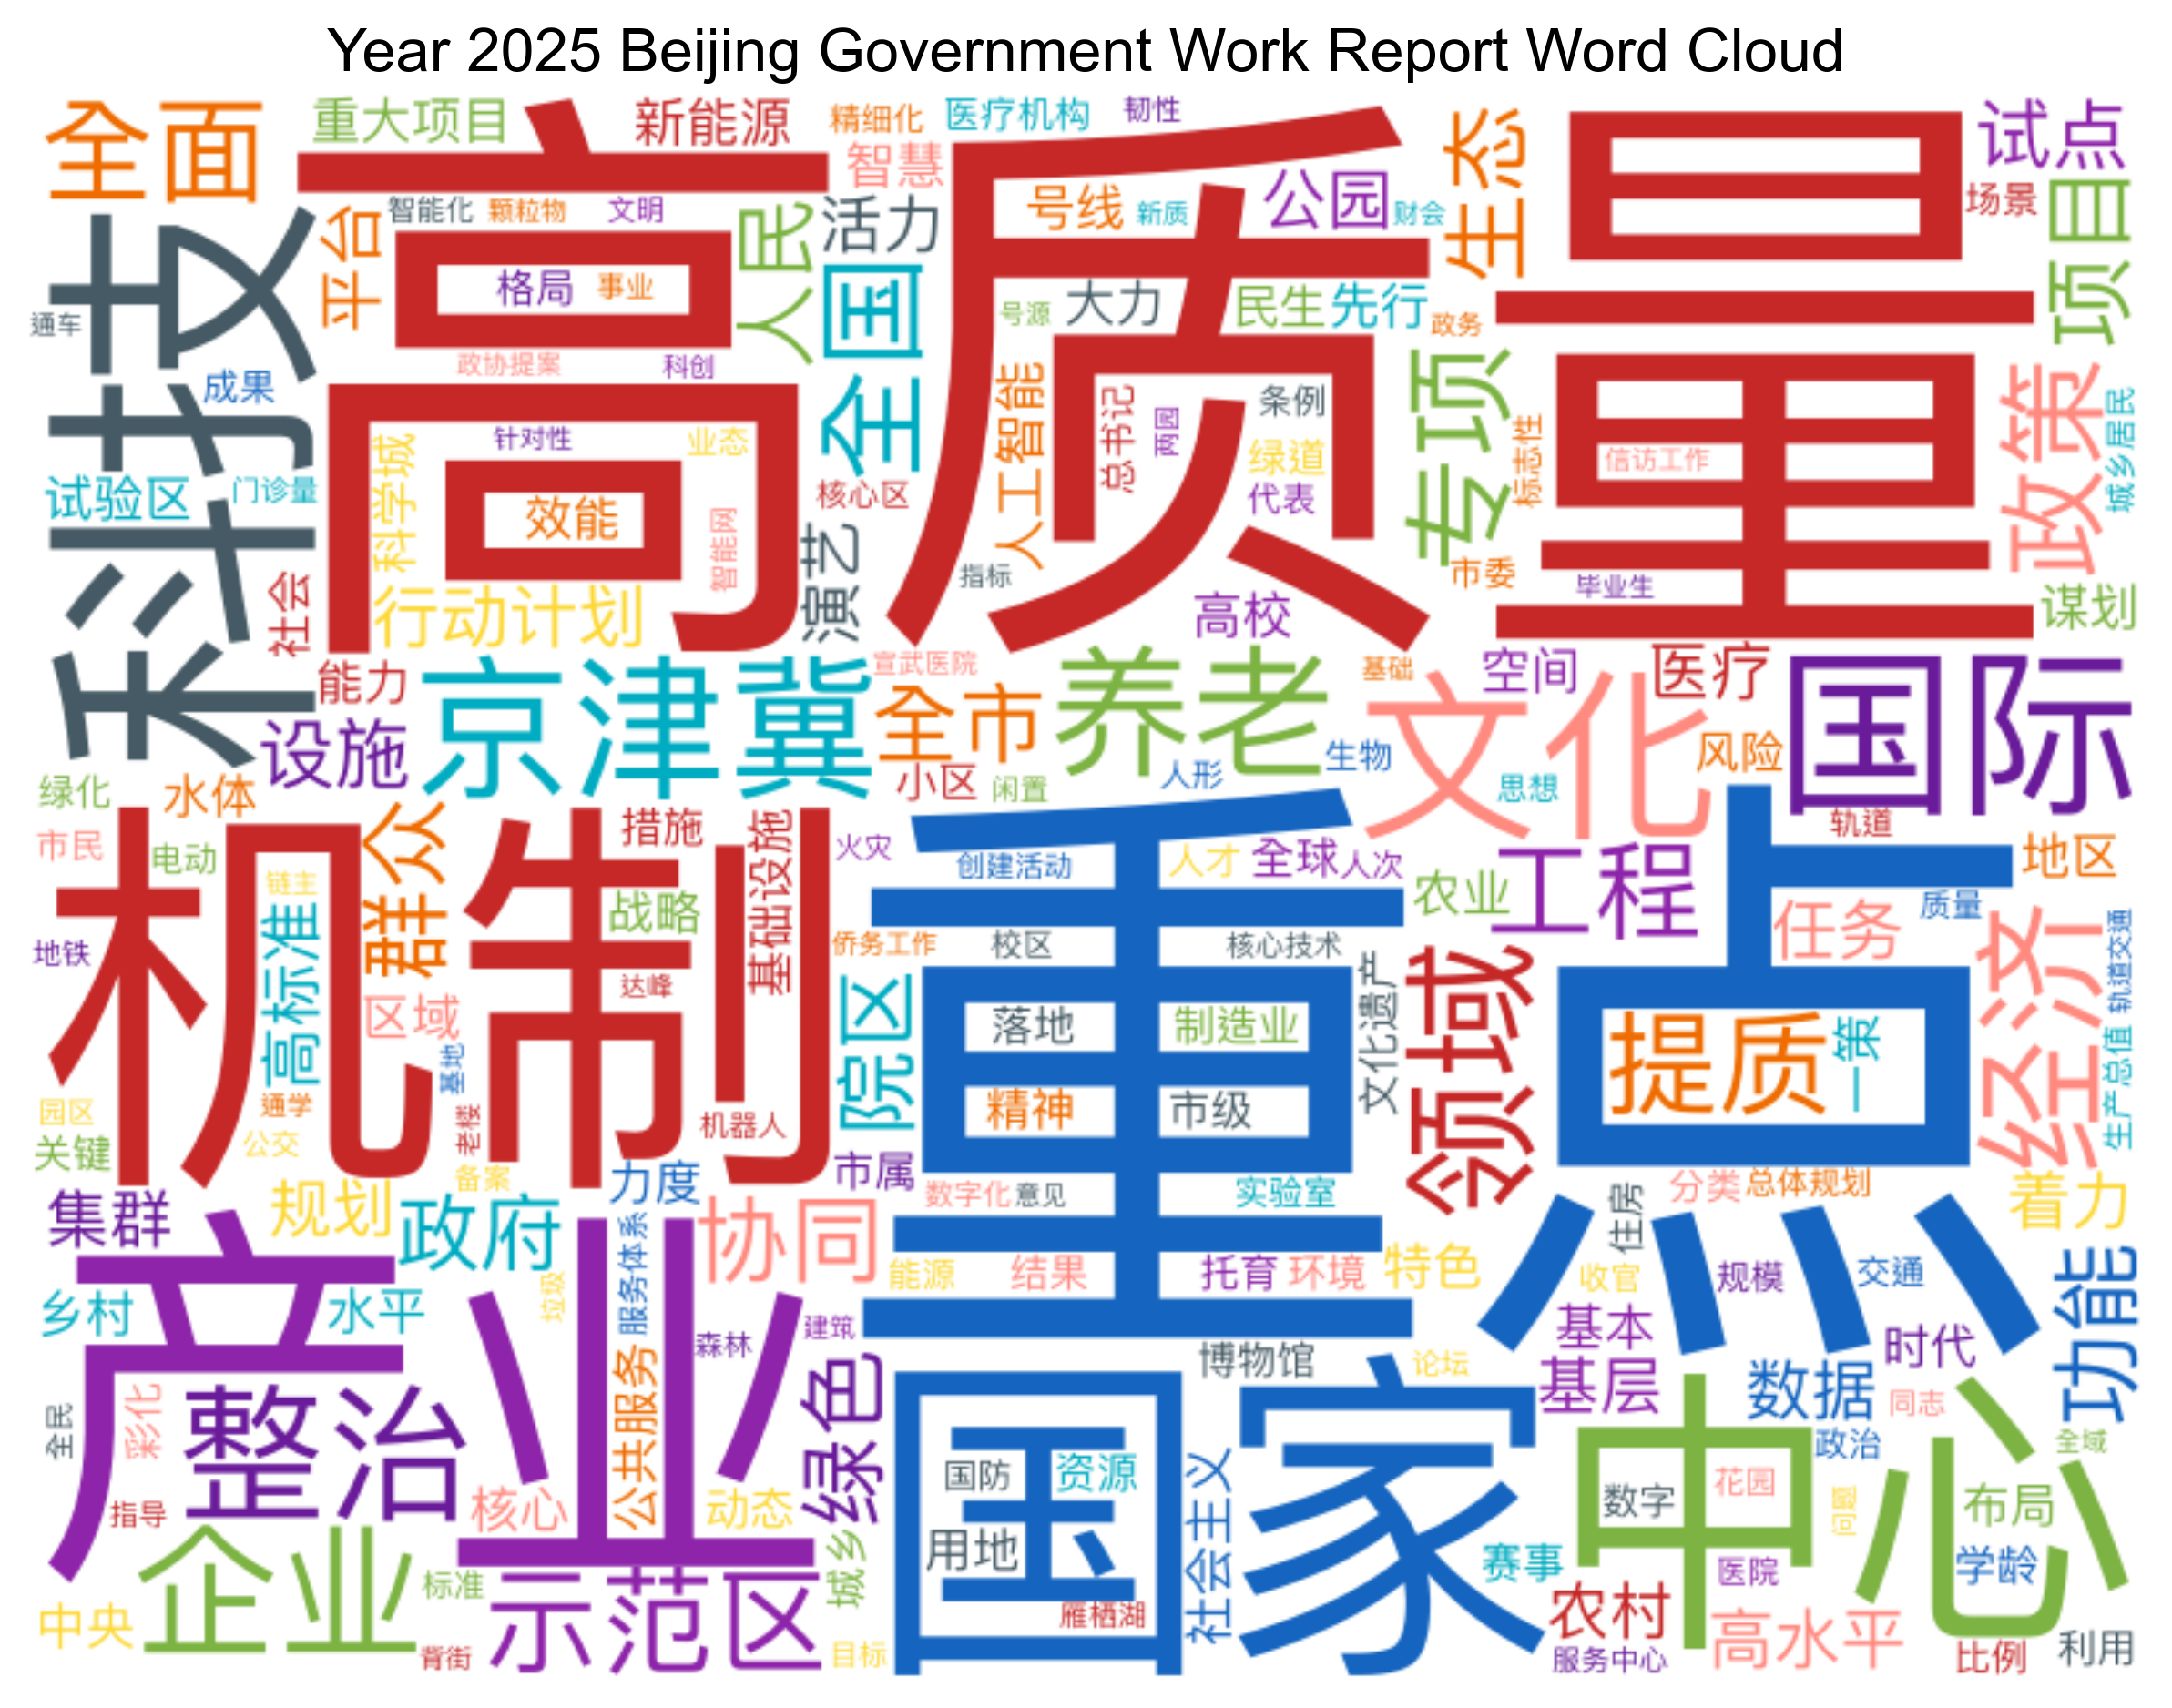 Year 2025 Beijing Government Work Report Word Cloud
全面
重大项目
新能源
精细化
医疗机构
韧性
生态
试点
高质量
智慧
智能化
颗粒物
文明
人民
活力
号线
新质
公园
财会
场景
项目
科技
平台
格局
事业
全国
号源
大力
民生
先行
政务
通车
成果
政协提案
科创
人工智能
总书记
两园
条例
专项
标志性
政策
城乡居民
科学城
针对性
业态
绿道
信访工作
试验区
门诊量
效能
智能网
核心区
代表
演艺
指标
市委
毕业生
社会
行动计划
高校
谋划
能力
京津冀
宣武医院
全市
养老
基础
文化
空间
医疗
国际
设施
小区
闲置
人形
生物
思想
风险
轨道
绿化
水体
群众
措施
基础设施
火灾
重点
市民
电动
机制
创建活动
人才
全球
人次
农业
工程
地区
链主
战略
任务
质量
地铁
高标准
侨务工作
校区
核心技术
文化遗产
领域
经济
轨道交通
区域
达峰
院区
落地
制造业
提质
第一
生产总值
基地
园区
通学
老楼
机器人
精神
市级
关键
公交
备案
力度
市属
数字化
意见
实验室
住房
分类
总体规划
着力
集群
规划
政府
协同
服务体系
能源
结果
托育
环境
特色
收官
规模
交通
功能
产业
乡村
水平
垃圾
森林
建筑
博物馆
论坛
基本
时代
全民
彩化
整治
公共服务
绿色
国家
基层
数据
同志
中心
政治
全域
指导
核心
动态
国防
资源
社会主义
数字
花园
问题
布局
企业
用地
赛事
医院
学龄
中央
标准
示范区
城乡
雁栖湖
农村
高水平
背街
目标
服务中心
比例
利用